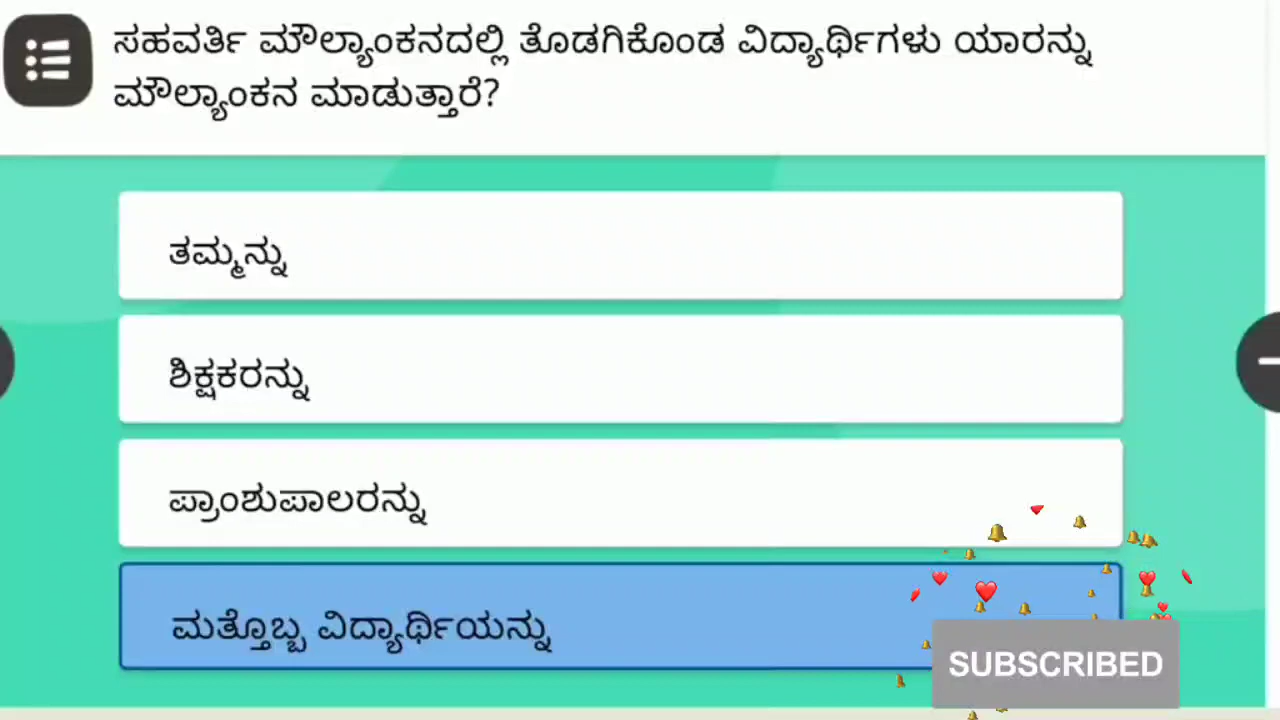 ಸಹವರ್ತಿ ಮೌಲ್ಯಾಂಕನದಲ್ಲಿ ತೊಡಗಿಕೊಂಡ ವಿದ್ಯಾರ್ಥಿಗಳು ಯಾರನ್ನು
ಮೌಲ್ಯಾಂಕನ ಮಾಡುತ್ತಾರೆ?
ತಮ್ಮನ್ನು
ಶಿಕ್ಷಕರನ್ನು
ಪ್ರಾಂಶುಪಾಲರನ್ನು
ಮತ್ತೊಬ್ಬ ವಿದ್ಯಾರ್ಥಿಯನ್ನು
SUBSCRIBED